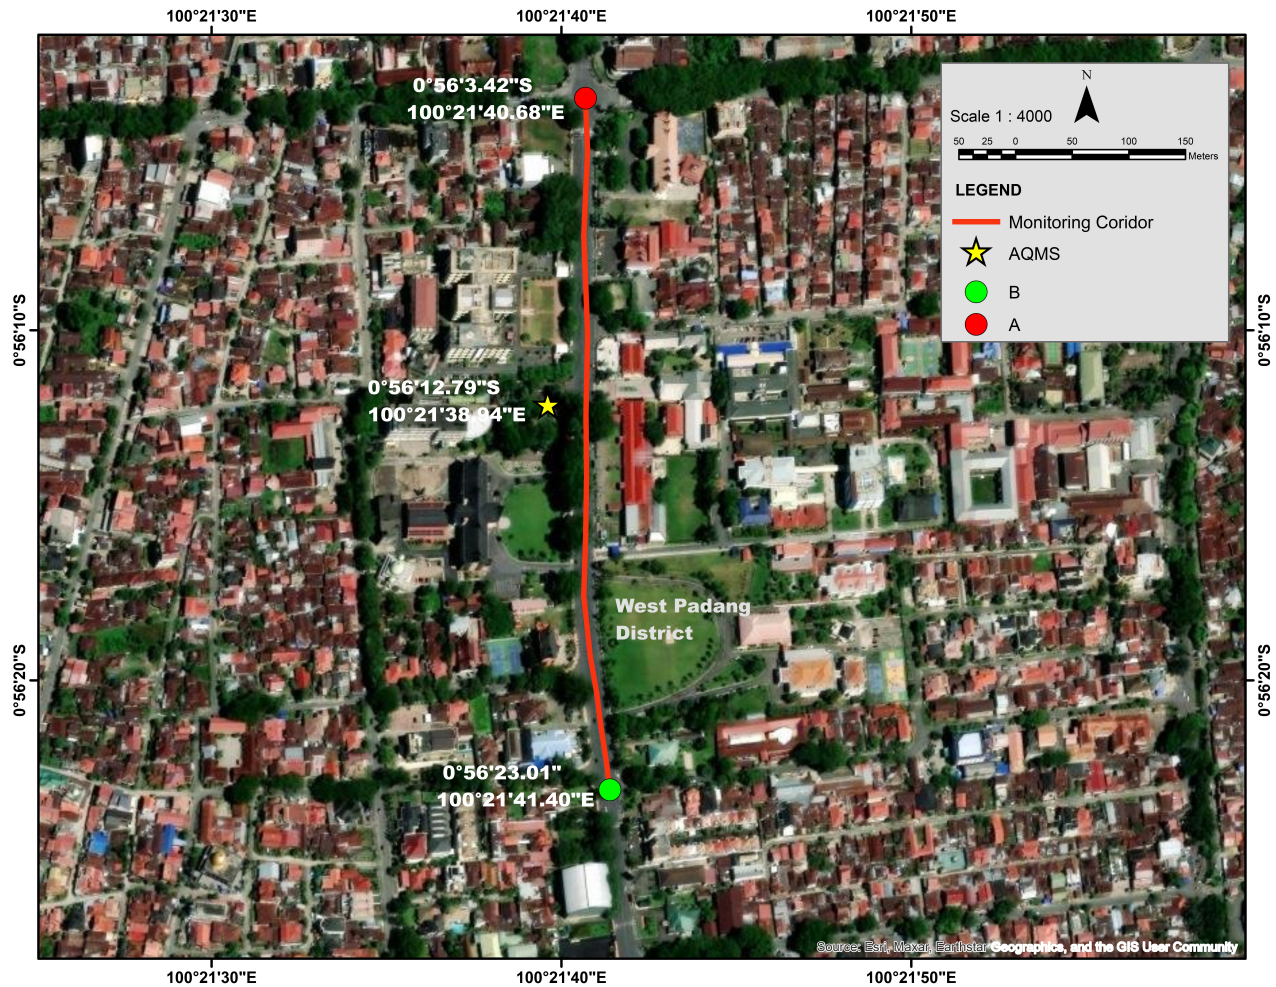 100°21'30"E
100°21'40"E
100°21'50"E
0°56'3.42"S
100°21'40.68"E
N
Scale 1 : 4000
50 25 0 50 100 150
Meters
LEGEND
Monitoring Coridor
AQMS
B
A
0°56'10"S
0°56'10"S
0°56'12.79"S
100°21'38.94"E
West Padang
District
0°56'20"S
0°56'20"S
0°56'23.01"
100°21'41.40"E
Source: Esri, Maxar, Earthstar Geographics, and the GIS User Community
100°21'30"E
100°21'40"E
100°21'50"E